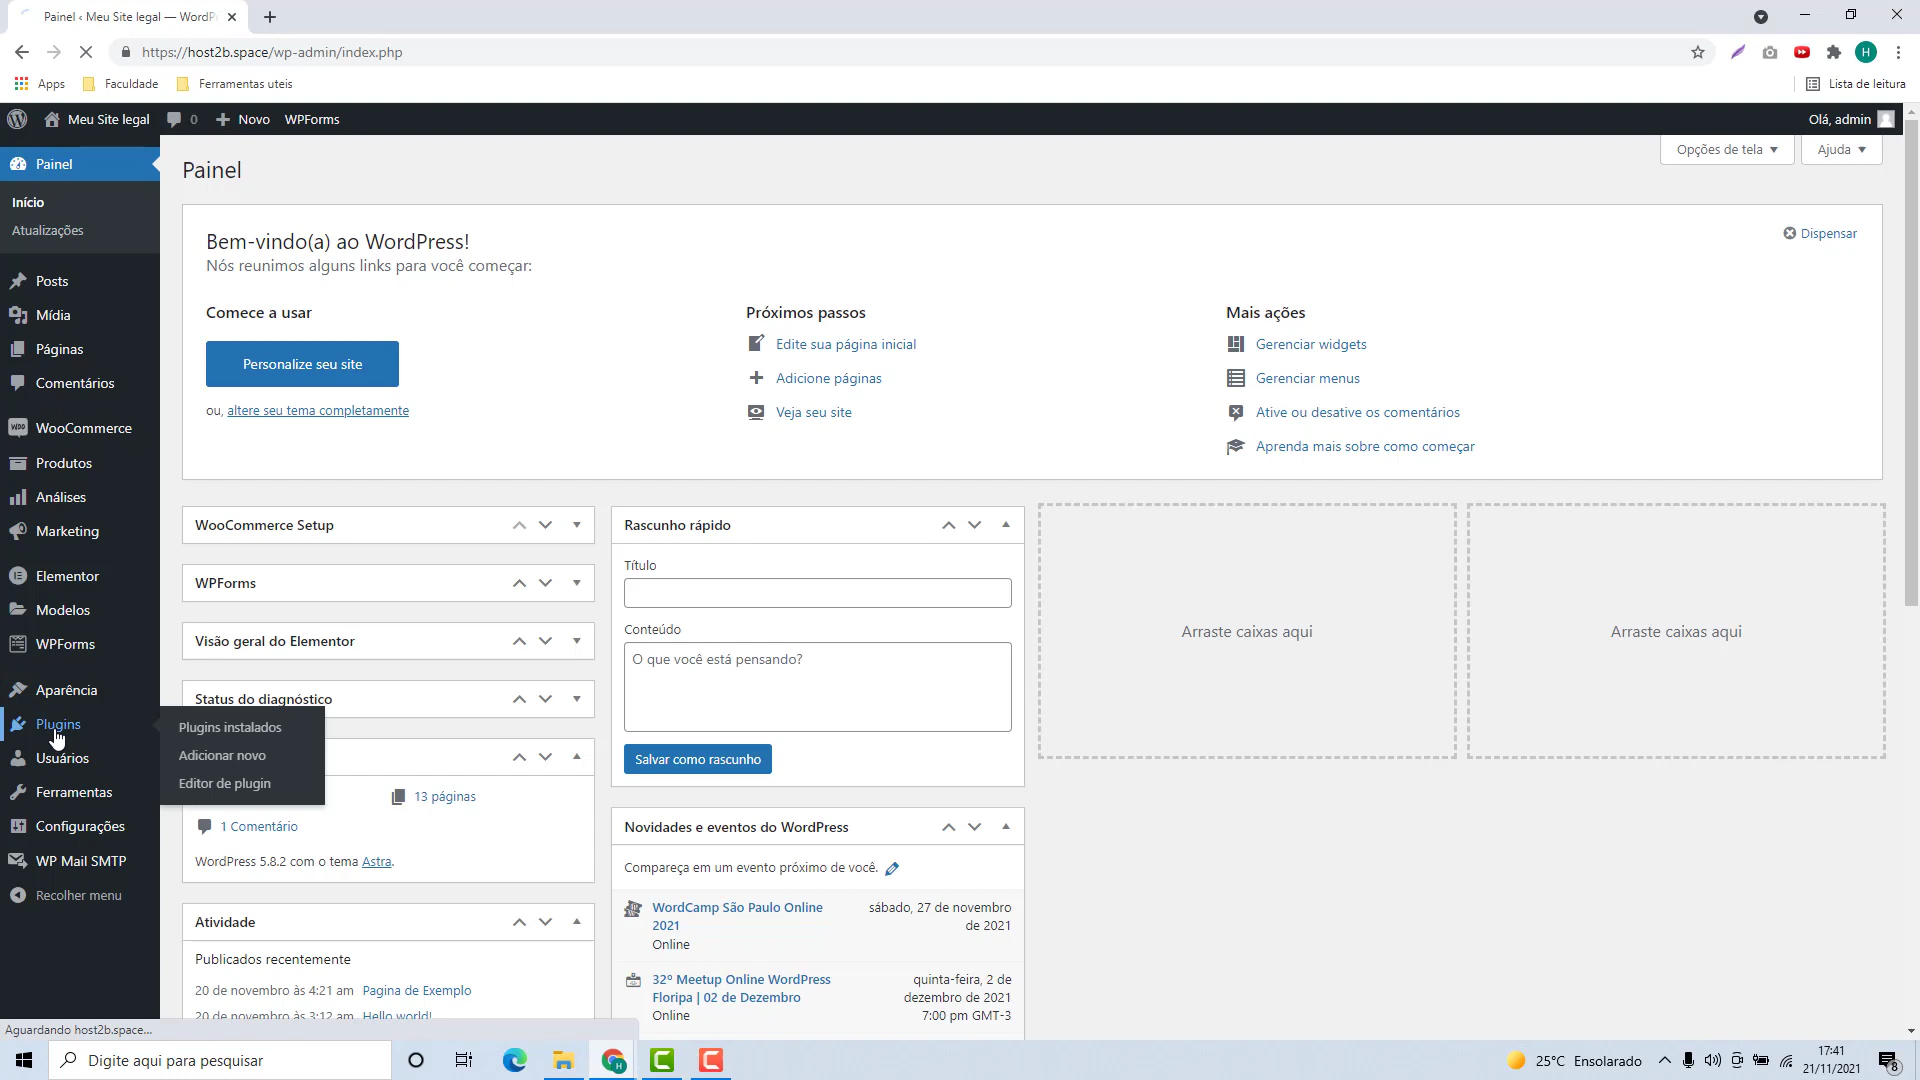 Painel ‹ Meu Site legal — WordP
https://host2b.space/wp-admin/index.php
Apps
Faculdade
Ferramentas uteis
Lista de leitura
Meu Site legal
0
Novo
WPForms
Olá, admin
Painel
Início
Atualizações
Posts
Mídia
Páginas
Comentários
WooCommerce
Produtos
Análises
Marketing
Elementor
Modelos
WPForms
Aparência
Plugins
Usuários
Ferramentas
Configurações
WP Mail SMTP
Recolher menu
Plugins instalados
Adicionar novo
Editor de plugin
Painel
Opções de tela
Ajuda
Bem-vindo(a) ao WordPress!
Nós reunimos alguns links para você começar:
Dispensar
Comece a usar
Personalize seu site
ou, altere seu tema completamente
Próximos passos
Edite sua página inicial
Adicione páginas
Veja seu site
Mais ações
Gerenciar widgets
Gerenciar menus
Ative ou desative os comentários
Aprenda mais sobre como começar
WooCommerce Setup
WPForms
Visão geral do Elementor
Status do diagnóstico
13 páginas
1 Comentário
WordPress 5.8.2 com o tema Astra.
Atividade
Publicados recentemente
20 de novembro às 4:21 am Pagina de Exemplo
20 de novembro às 3:12 am Hello world!
Rascunho rápido
Título
Conteúdo
O que você está pensando?
Salvar como rascunho
Novidades e eventos do WordPress
Compareça em um evento próximo de você.
WordCamp São Paulo Online
2021
Online
sábado, 27 de novembro
de 2021
32º Meetup Online WordPress
Floripa | 02 de Dezembro
Online
quinta-feira, 2 de
dezembro de 2021
7:00 pm GMT-3
Arraste caixas aqui
Arraste caixas aqui
Aguardando host2b.space...
Digite aqui para pesquisar
25°C Ensolarado
17:41
21/11/2021
8